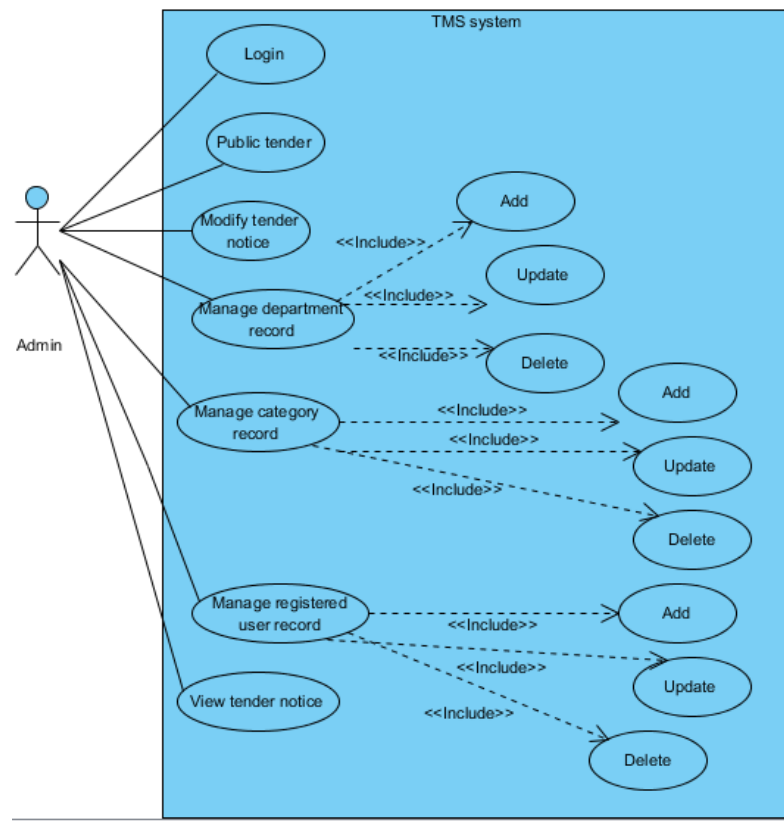 TMS system
Login
Public tender
Modify tender
notice
Add
<<Include>>
Update
<<Include>>
Manage department
record
<<Include>>
Delete
Admin
Manage category
record
<<Include>>
Add
<<Include>>
Update
<<Include>>
Delete
Manage registered
user record
<<Include>>
Add
<<Include>>
Update
<<Include>>
View tender notice
Delete